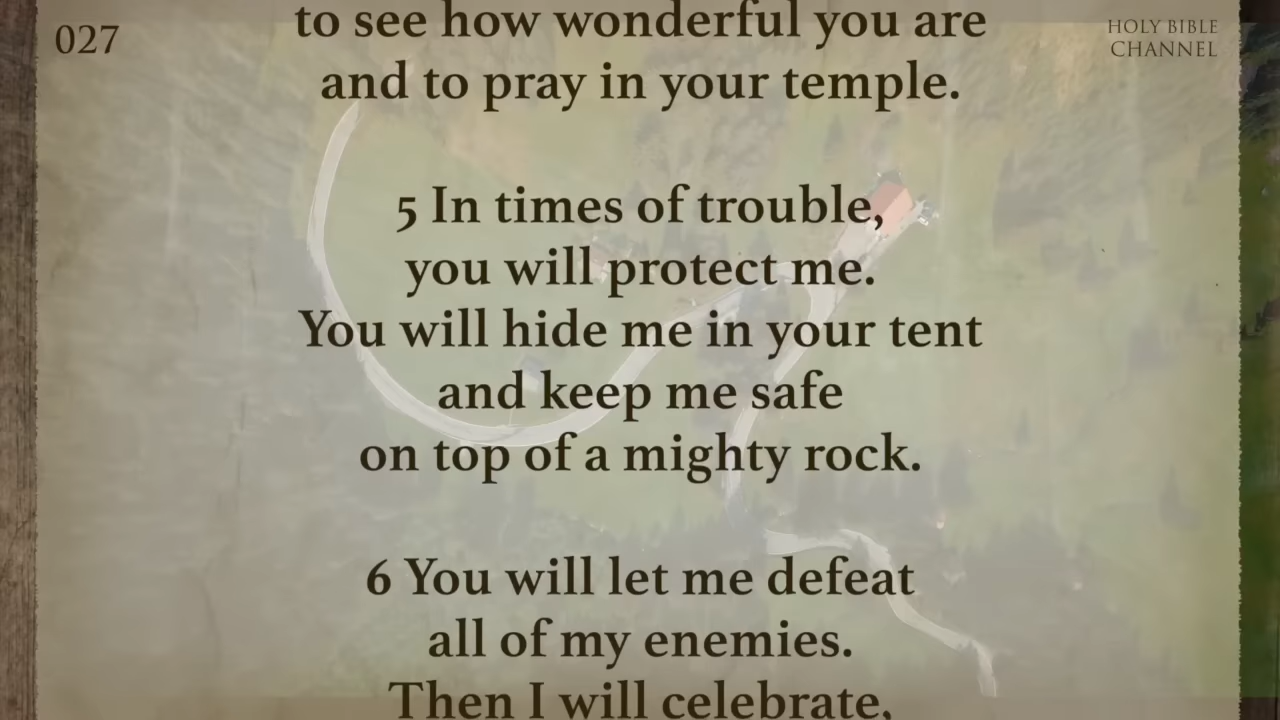 027
HOLY BIBLE
CHANNEL
to see how wonderful you are
and to pray in your temple.
5 In times of trouble,
you will protect me.
You will hide me in your tent
and keep me safe
on top of a mighty rock.
6 You will let me defeat
all of my enemies.
Then I will celebrate,